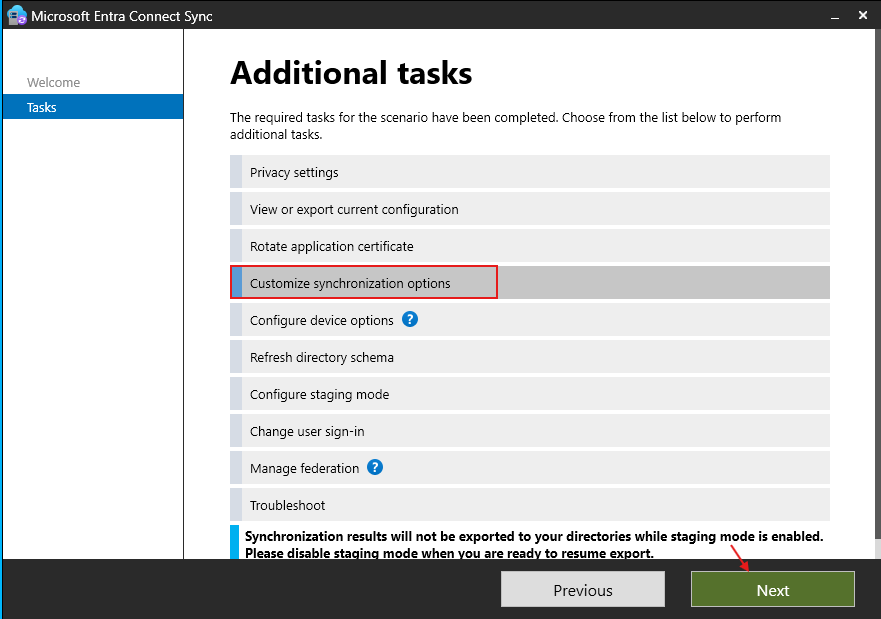 Microsoft Entra Connect Sync
Welcome
Tasks
Additional tasks
The required tasks for the scenario have been completed. Choose from the list below to perform
additional tasks.
Privacy settings
View or export current configuration
Rotate application certificate
Customize synchronization options
Configure device options ?
Refresh directory schema
Configure staging mode
Change user sign-in
Manage federation ?
Troubleshoot
Synchronization results will not be exported to your directories while staging mode is enabled.
Please disable staging mode when you are ready to resume export.
Previous
Next